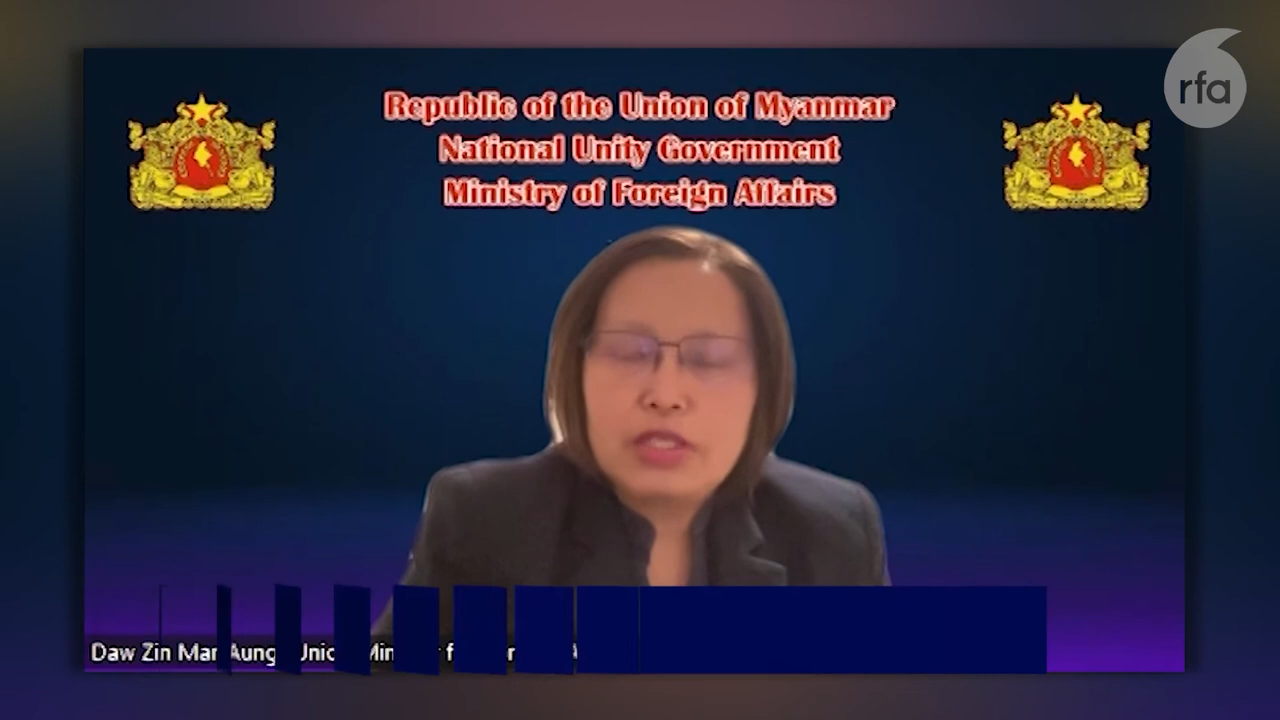 rfa
Republic of the Union of Myanmar
National Unity Government
Ministry of Foreign Affairs
Daw Zin Mar Aung